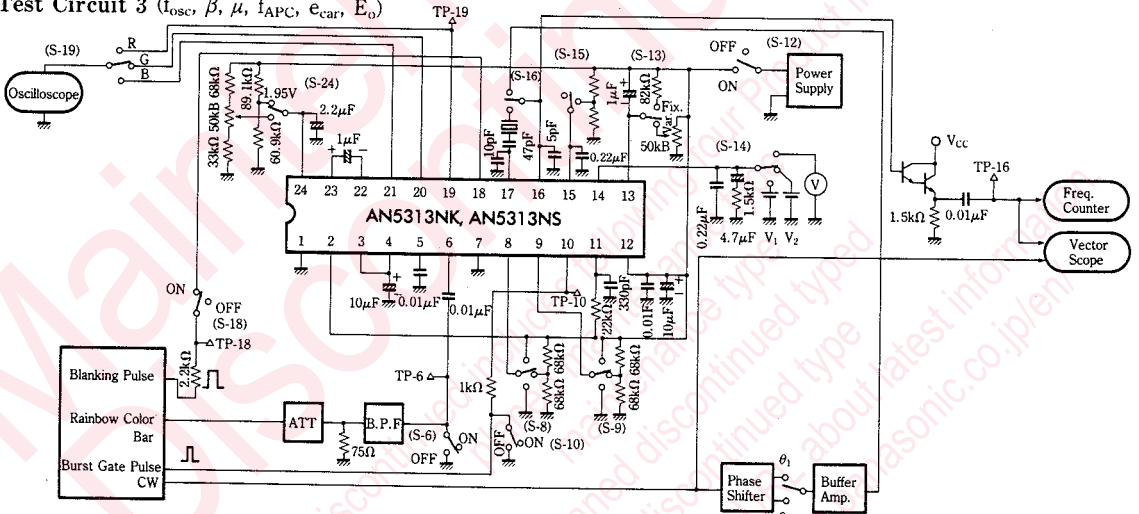 Test Circuit 3 (fosc, β, μ, fAPC, ecar, Eo)
TP-19
(S-19)
R
G
B
Oscilloscope
68kΩ
50kB
33kΩ
89.1kΩ
60.9kΩ
1.95V
(S-24)
2.2μF
+
1μF
−
(S-16)
10pF
47pF
5pF
(S-15)
0.22μF
(S-13)
1μF
82kΩ
Fix.
Var.
50kB
OFF
ON
(S-12)
Power
Supply
(S-14)
0.22μF
1.5kΩ
4.7μF
V1
V2
V
VCC
TP-16
1.5kΩ
0.01μF
Freq.
Counter
Vector
Scope
24 23 22 21 20 19 18 17 16 15 14 13
AN5313NK, AN5313NS
1 2 3 4 5 6 7 8 9 10 11 12
10μF
0.01μF
0.01μF
TP-10
22kΩ
330pF
0.01F
10μF
ON
OFF
(S-18)
TP-18
2.2kΩ
TP-6
1kΩ
68kΩ
68kΩ
(S-8)
68kΩ
68kΩ
(S-9)
Blanking Pulse
Rainbow Color
Bar
Burst Gate Pulse
CW
ATT
75Ω
B.P.F
(S-6)
ON
OFF
OFF
ON
(S-10)
Phase
Shifter
θ1
Buffer
Amp.